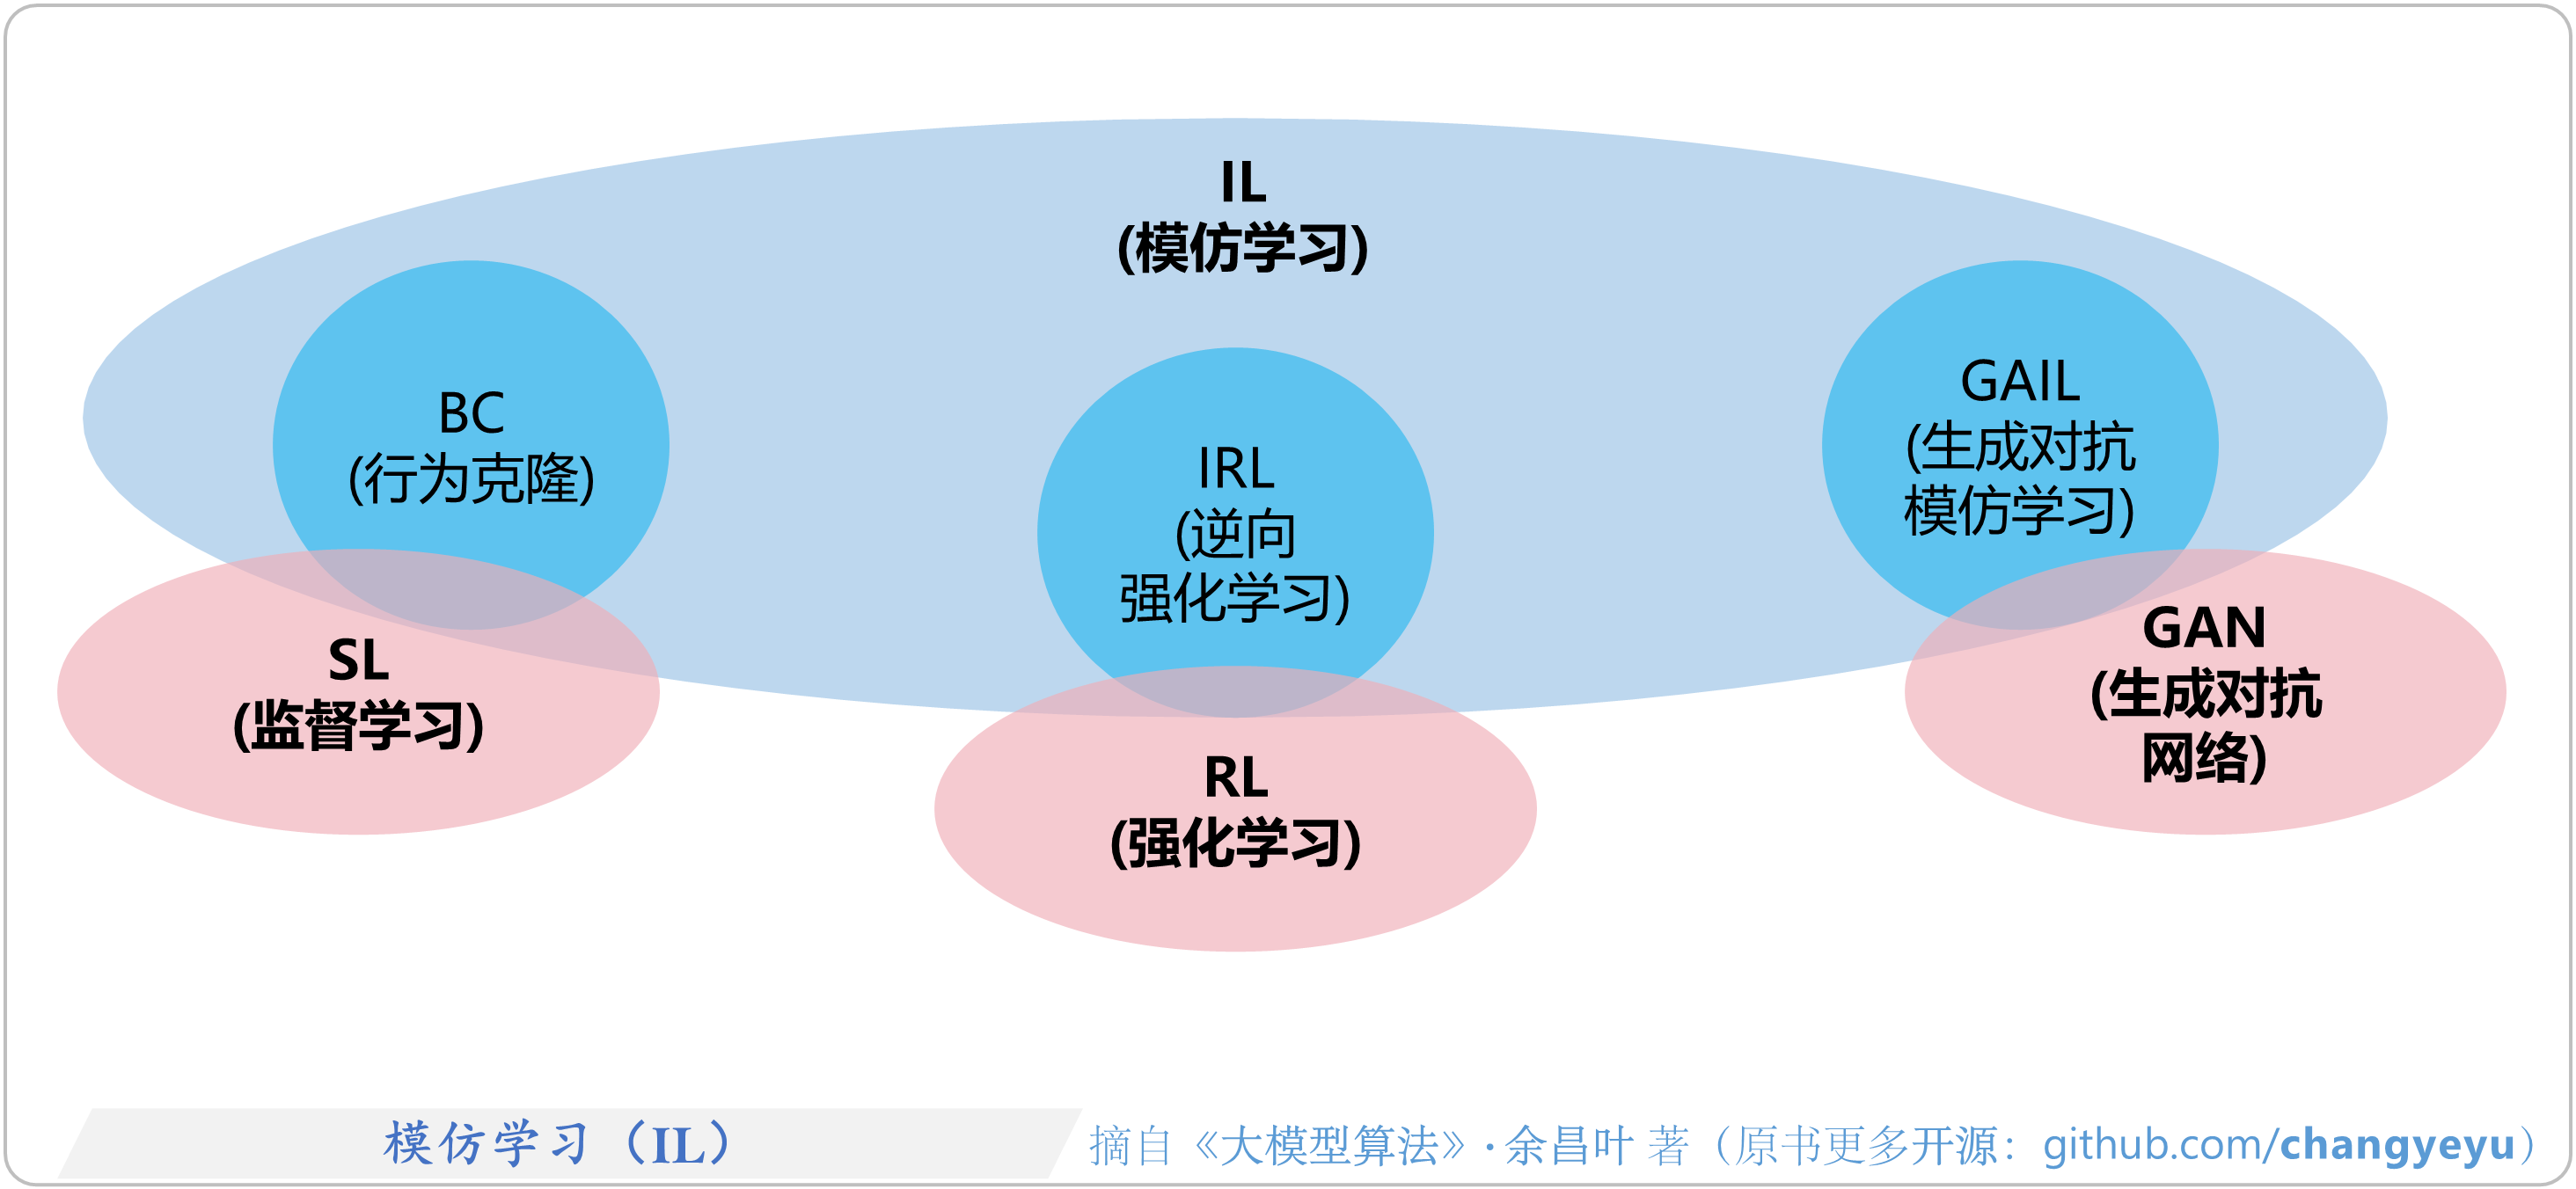 IL
(模仿学习)
BC
(行为克隆)
IRL
(逆向
强化学习)
GAIL
(生成对抗
模仿学习)
SL
(监督学习)
RL
(强化学习)
GAN
(生成对抗
网络)
模仿学习（IL）
摘自《大模型算法》·余昌叶 著（原书更多开源：github.com/changyeyu）